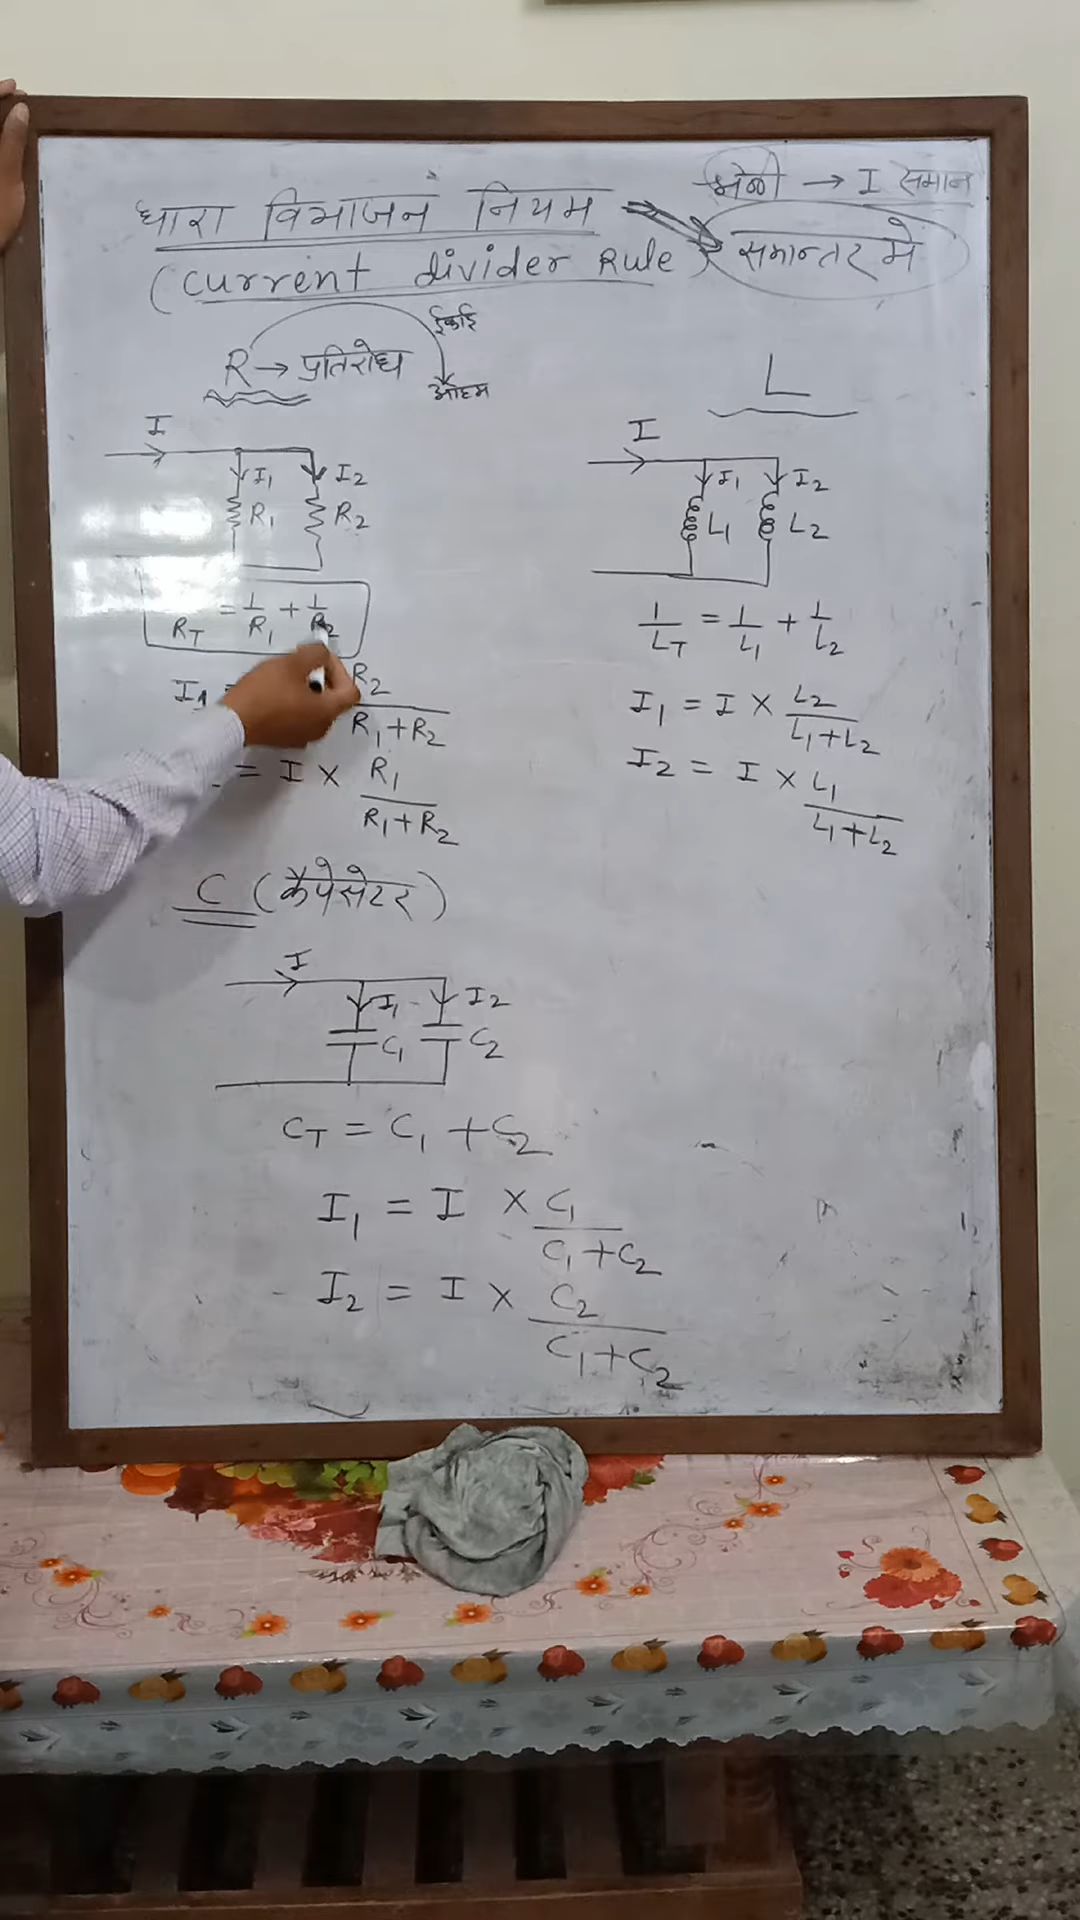 श्रेणी → I समान
धारा विभाजन नियम
(current divider Rule) समान्तर मे
ईकाई
R → प्रतिरोध
ओहम
I
I₁ I₂
R₁ R₂
R_T = 1/R₁ + 1/R₂
I₁ = R₂/(R₁+R₂)
= I × R₁/(R₁+R₂)
L
I
I₁ I₂
L₁ L₂
1/L_T = 1/L₁ + 1/L₂
I₁ = I × L₂/(L₁+L₂)
I₂ = I × L₁/(L₁+L₂)
C (कैपेसेटर)
I
I₁ I₂
C₁ C₂
C_T = C₁ + C₂
I₁ = I × C₁/(C₁+C₂)
I₂ = I × C₂/(C₁+C₂)